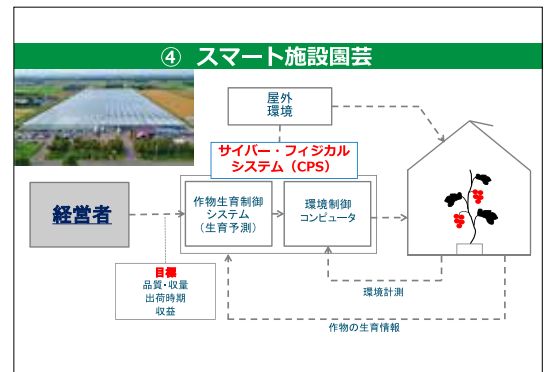 ④ スマート施設園芸
屋外
環境
サイバー・フィジカル
システム（CPS）
経営者
作物生育制御
システム
（生育予測）
環境制御
コンピュータ
目標
品質・収量
出荷時期
収益
環境計測
作物の生育情報